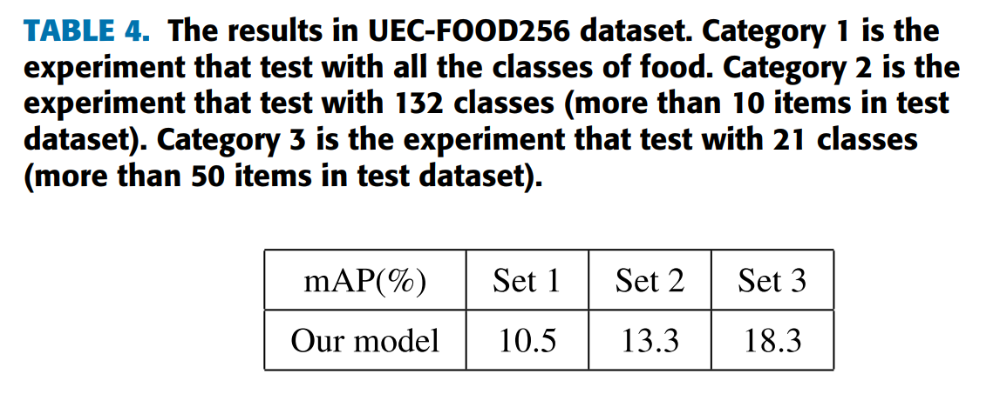 TABLE 4. The results in UEC-FOOD256 dataset. Category 1 is the
experiment that test with all the classes of food. Category 2 is the
experiment that test with 132 classes (more than 10 items in test
dataset). Category 3 is the experiment that test with 21 classes
(more than 50 items in test dataset).
mAP(%) Set 1 Set 2 Set 3
Our model 10.5 13.3 18.3